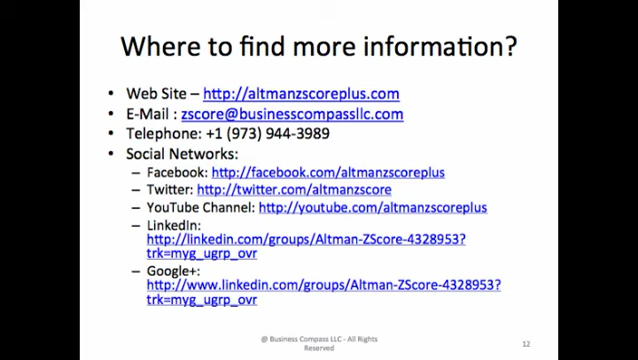 Where to find more information?
• Web Site – http://altmanzscoreplus.com
• E-Mail : zscore@businesscompassllc.com
• Telephone: +1 (973) 944-3989
• Social Networks:
– Facebook: http://facebook.com/altmanzscoreplus
– Twitter: http://twitter.com/altmanzscore
– YouTube Channel: http://youtube.com/altmanzscoreplus
– LinkedIn:
http://linkedin.com/groups/Altman-ZScore-4328953?
trk=myg_ugrp_ovr
– Google+:
http://www.linkedin.com/groups/Altman-ZScore-4328953?
trk=myg_ugrp_ovr
@ Business Compass LLC - All Rights
Reserved
12